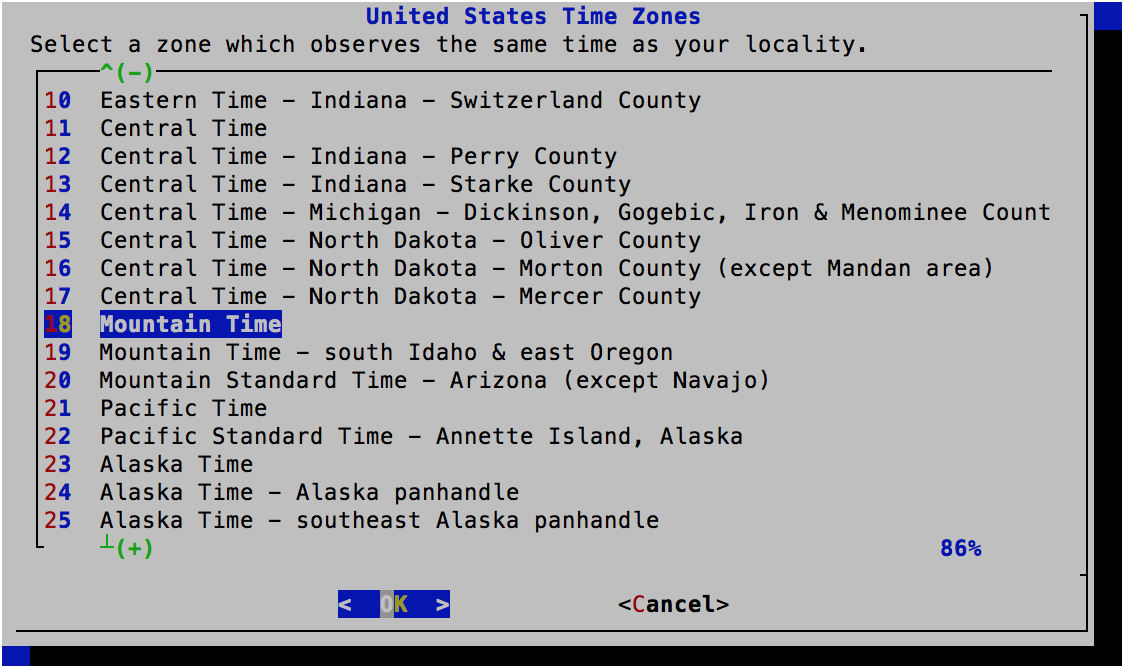 United States Time Zones
Select a zone which observes the same time as your locality.
^(-)
10 Eastern Time - Indiana - Switzerland County
11 Central Time
12 Central Time - Indiana - Perry County
13 Central Time - Indiana - Starke County
14 Central Time - Michigan - Dickinson, Gogebic, Iron & Menominee Count
15 Central Time - North Dakota - Oliver County
16 Central Time - North Dakota - Morton County (except Mandan area)
17 Central Time - North Dakota - Mercer County
18 Mountain Time
19 Mountain Time - south Idaho & east Oregon
20 Mountain Standard Time - Arizona (except Navajo)
21 Pacific Time
22 Pacific Standard Time - Annette Island, Alaska
23 Alaska Time
24 Alaska Time - Alaska panhandle
25 Alaska Time - southeast Alaska panhandle
┴(+) 86%
< OK > <Cancel>